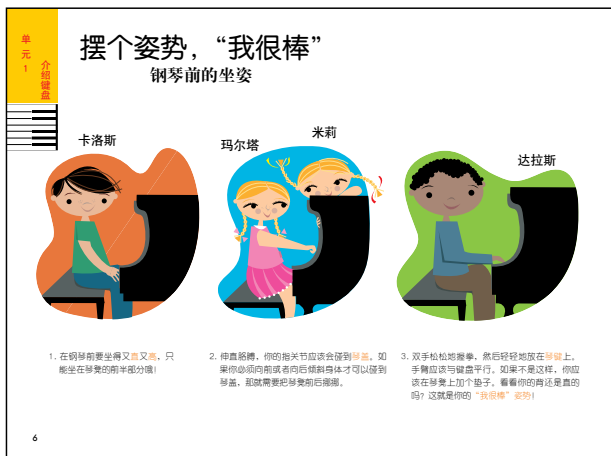 单元1
介绍键盘
摆个姿势，“我很棒”
钢琴前的坐姿
卡洛斯
玛尔塔
米莉
达拉斯
1. 在钢琴前要坐得又直又高，只
能坐在琴凳的前半部分哦！
2. 伸直胳膊，你的指关节应该会碰到琴盖。如
果你必须向前或者向后倾斜身体才可以碰到
琴盖，那就需要把琴凳前后挪挪。
3. 双手松松地握拳，然后轻轻地放在琴键上。
手臂应该与键盘平行。如果不是这样，你应
该在琴凳上加个垫子。看看你的背还是直的
吗？这就是你的“我很棒”姿势！
6